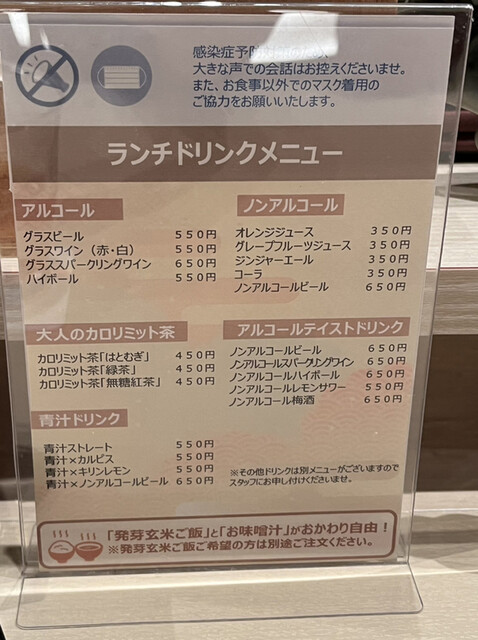 感染症予防対策のため
大きな声での会話はお控えくださいませ。
また、お食事以外でのマスク着用の
ご協力をお願いいたします。
ランチドリンクメニュー
アルコール
グラスビール 550円
グラスワイン（赤・白） 550円
グラススパークリングワイン 650円
ハイボール 550円
ノンアルコール
オレンジジュース 350円
グレープフルーツジュース 350円
ジンジャーエール 350円
コーラ 350円
ノンアルコールビール 650円
大人のカロリミット茶
カロリミット茶「はとむぎ」 450円
カロリミット茶「緑茶」 450円
カロリミット茶「無糖紅茶」 450円
アルコールテイストドリンク
ノンアルコールビール 650円
ノンアルコールスパークリングワイン 650円
ノンアルコールハイボール 650円
ノンアルコールレモンサワー 550円
ノンアルコール梅酒 650円
青汁ドリンク
青汁ストレート 550円
青汁×カルピス 550円
青汁×キリンレモン 550円
青汁×ノンアルコールビール 650円
※その他ドリンクは別メニューがございますので
スタッフにお申し付けくださいませ。
「発芽玄米ご飯」と「お味噌汁」がおかわり自由！
※発芽玄米ご飯ご希望の方は別途ご注文ください。